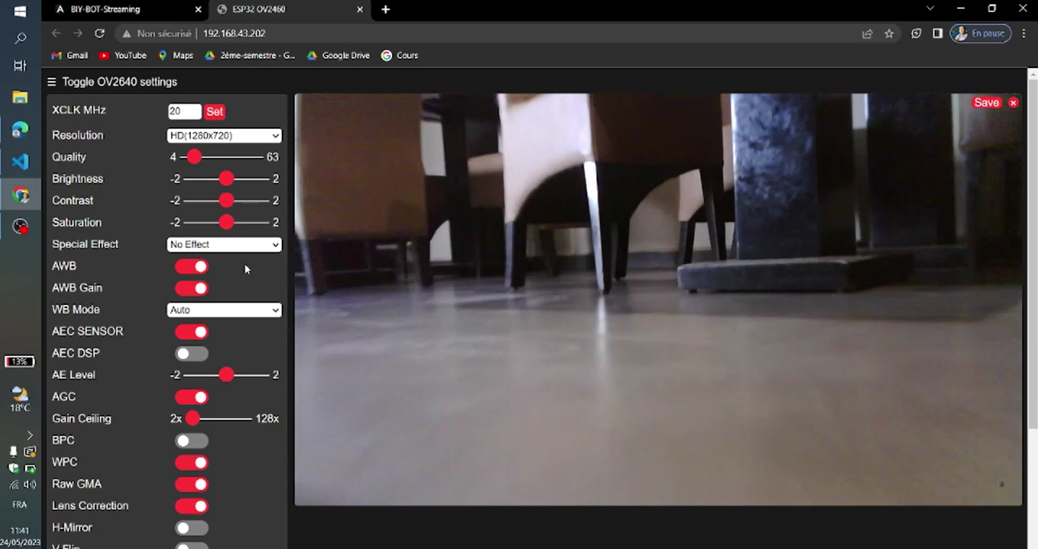 BIY-BOT-Streaming
ESP32 OV2460
Non sécurisé
192.168.43.202
En pause
Gmail
YouTube
Maps
2éme-semestre - G...
Google Drive
Cours
Toggle OV2640 settings
XCLK MHz 20 Set
Resolution HD(1280x720)
Quality 4 63
Brightness -2 2
Contrast -2 2
Saturation -2 2
Special Effect No Effect
AWB
AWB Gain
WB Mode Auto
AEC SENSOR
AEC DSP
AE Level -2 2
AGC
Gain Ceiling 2x 128x
BPC
WPC
Raw GMA
Lens Correction
H-Mirror
V-Flip
Save
13%
18°C
FRA
11:41
24/05/2023